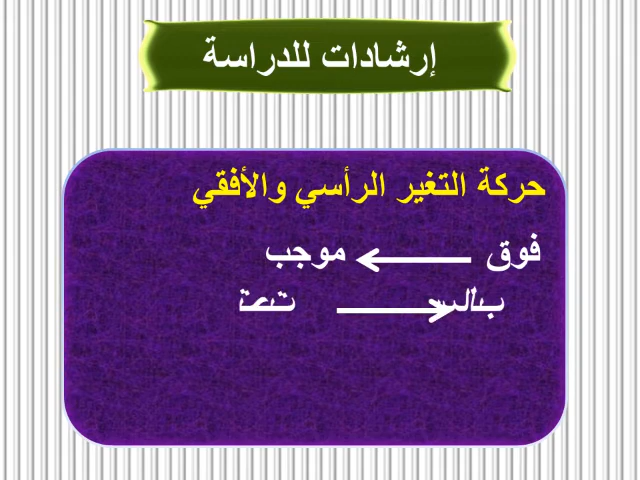 إرشادات للدراسة
حركة التغير الرأسي والأفقي
فوق موجب